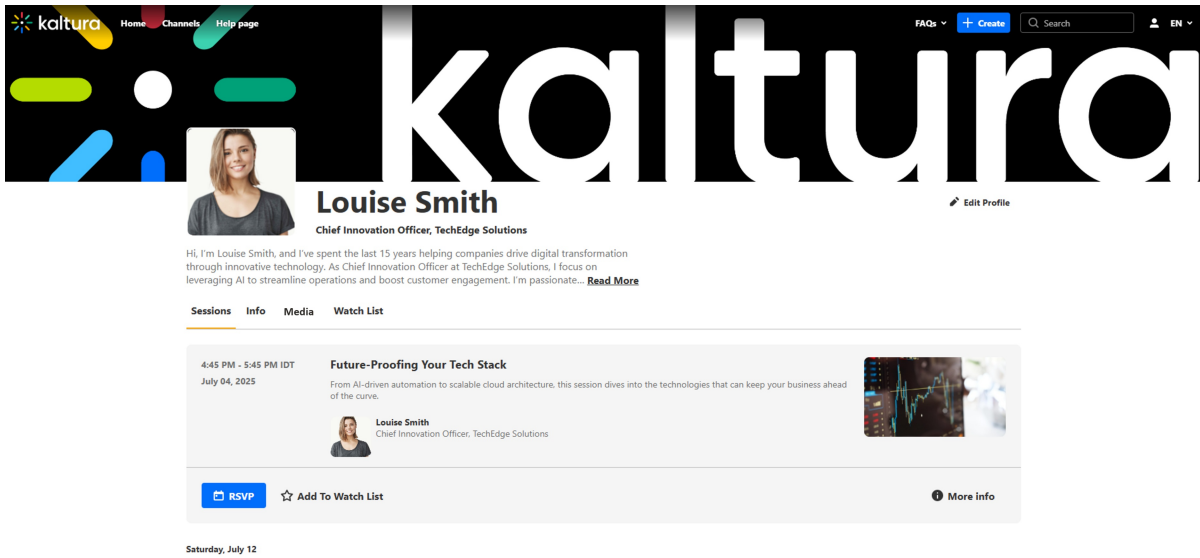 kaltura Home Channels Help page FAQs + Create Search EN
kaltura
Louise Smith
Edit Profile
Chief Innovation Officer, TechEdge Solutions
Hi, I'm Louise Smith, and I've spent the last 15 years helping companies drive digital transformation
through innovative technology. As Chief Innovation Officer at TechEdge Solutions, I focus on
leveraging AI to streamline operations and boost customer engagement. I'm passionate... Read More
Sessions Info Media Watch List
4:45 PM - 5:45 PM IDT
July 04, 2025
Future-Proofing Your Tech Stack
From AI-driven automation to scalable cloud architecture, this session dives into the technologies that can keep your business ahead
of the curve.
Louise Smith
Chief Innovation Officer, TechEdge Solutions
RSVP Add To Watch List More info
Saturday, July 12